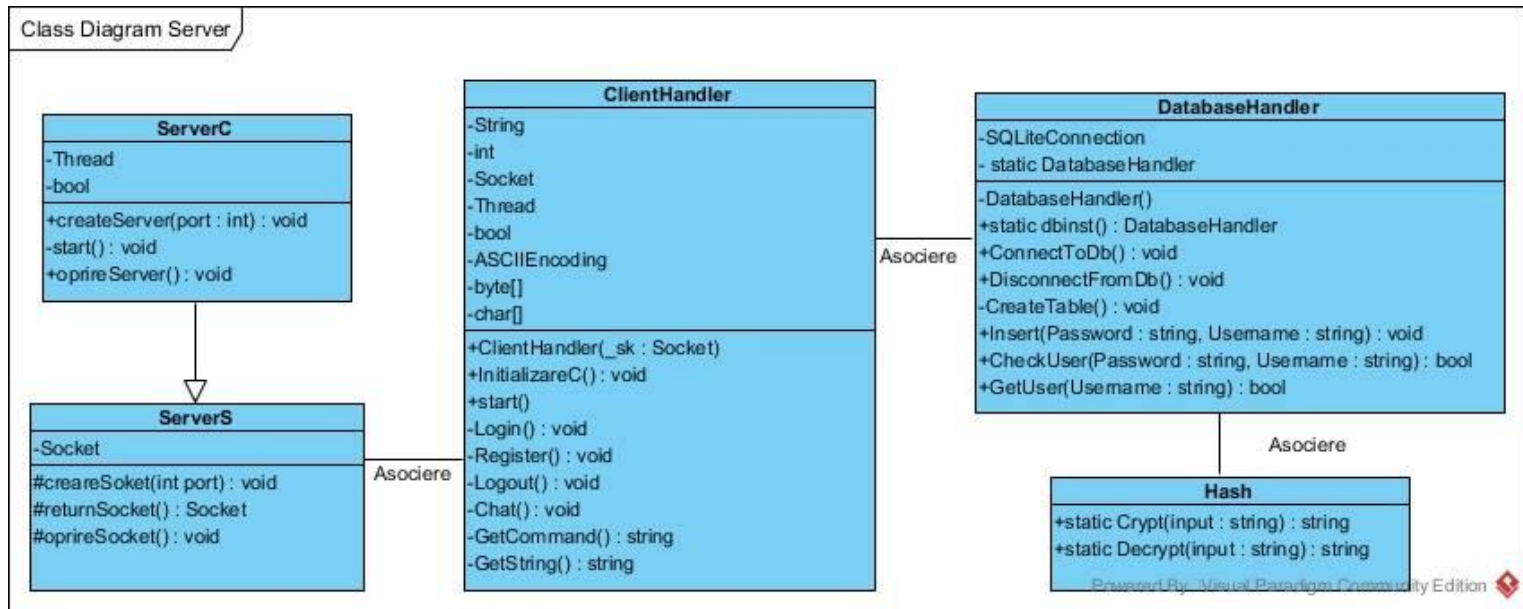 Class Diagram Server
ServerC
-Thread
-bool
+createServer(port : int) : void
-start() : void
+oprireServer() : void
ServerS
-Socket
#creareSoket(int port) : void
#returnSocket() : Socket
#oprireSocket() : void
Asociere
ClientHandler
-String
-int
-Socket
-Thread
-bool
-ASCIIEncoding
-byte[]
-char[]
+ClientHandler(_sk : Socket)
+InitializareC() : void
+start()
-Login() : void
-Register() : void
-Logout() : void
-Chat() : void
-GetCommand() : string
-GetString() : string
Asociere
DatabaseHandler
-SQLiteConnection
- static DatabaseHandler
-DatabaseHandler()
+static dbinst() : DatabaseHandler
+ConnectToDb() : void
+DisconnectFromDb() : void
-CreateTable() : void
+Insert(Password : string, Username : string) : void
+CheckUser(Password : string, Username : string) : bool
+GetUser(Username : string) : bool
Asociere
Hash
+static Crypt(input : string) : string
+static Decrypt(input : string) : string
Powered By Visual Paradigm Community Edition